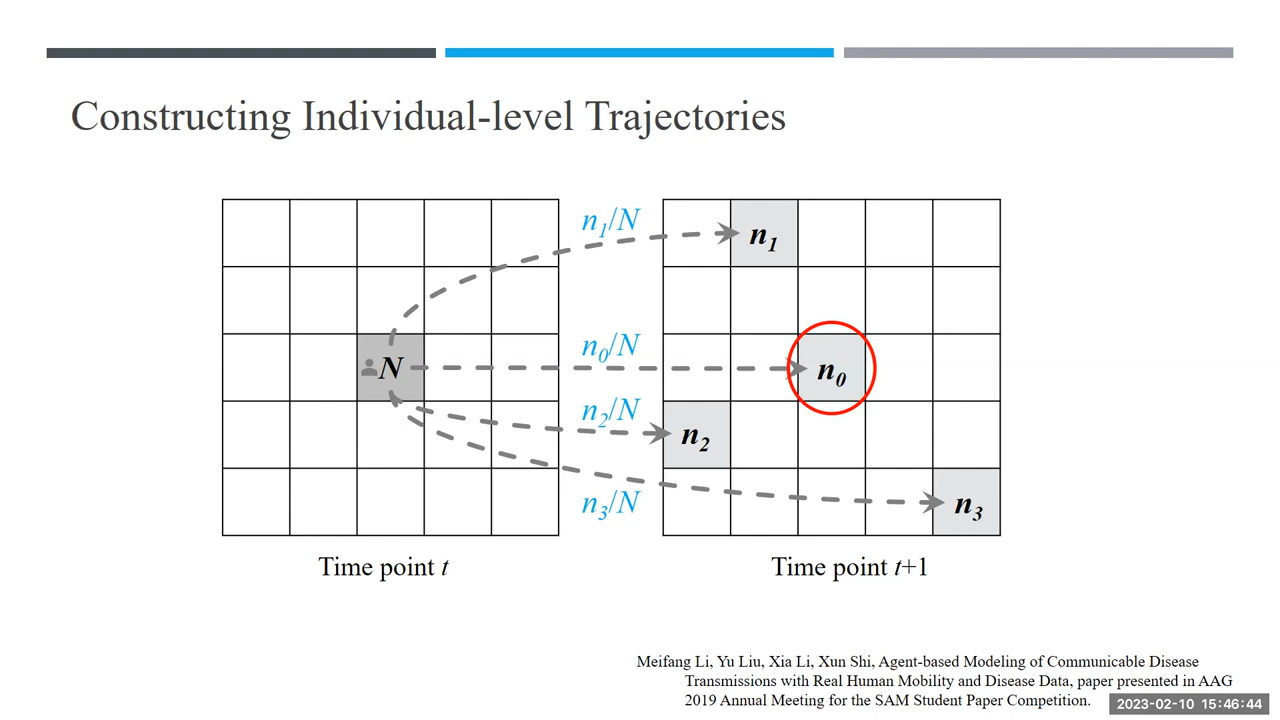 Constructing Individual-level Trajectories
n₁/N
n₁
n₀/N
N
n₀
n₂/N
n₂
n₃/N
n₃
Time point t
Time point t+1
Meifang Li, Yu Liu, Xia Li, Xun Shi, Agent-based Modeling of Communicable Disease
Transmissions with Real Human Mobility and Disease Data, paper presented in AAG
2019 Annual Meeting for the SAM Student Paper Competition.
2023-02-10 15:46:44